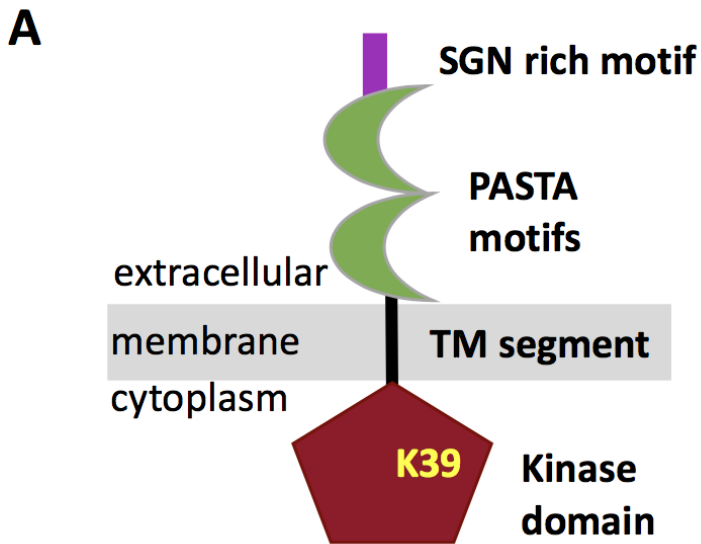 A
SGN rich motif
PASTA
motifs
extracellular
membrane
TM segment
cytoplasm
K39
Kinase
domain